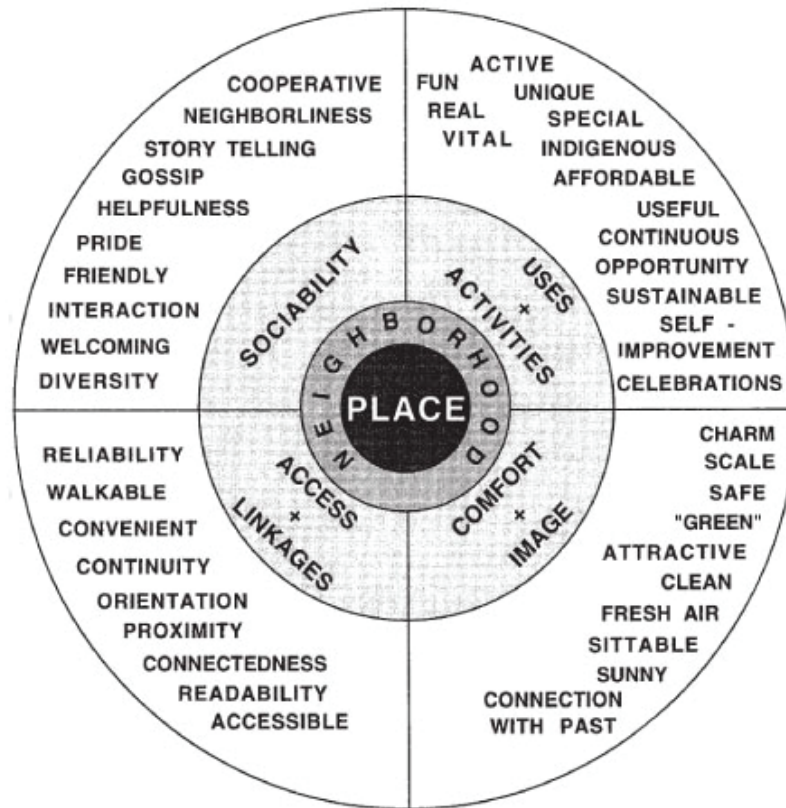 COOPERATIVE
NEIGHBORLINESS
STORY TELLING
GOSSIP
HELPFULNESS
PRIDE
FRIENDLY
INTERACTION
WELCOMING
DIVERSITY
SOCIABILITY
ACTIVE
FUN
UNIQUE
REAL
SPECIAL
VITAL
INDIGENOUS
AFFORDABLE
USEFUL
CONTINUOUS
OPPORTUNITY
SUSTAINABLE
SELF -
IMPROVEMENT
CELEBRATIONS
USES
+
ACTIVITIES
NEIGHBORHOOD
PLACE
RELIABILITY
WALKABLE
CONVENIENT
CONTINUITY
ORIENTATION
PROXIMITY
CONNECTEDNESS
READABILITY
ACCESSIBLE
ACCESS
+
LINKAGES
COMFORT
+
IMAGE
CHARM
SCALE
SAFE
"GREEN"
ATTRACTIVE
CLEAN
FRESH AIR
SITTABLE
SUNNY
CONNECTION
WITH PAST